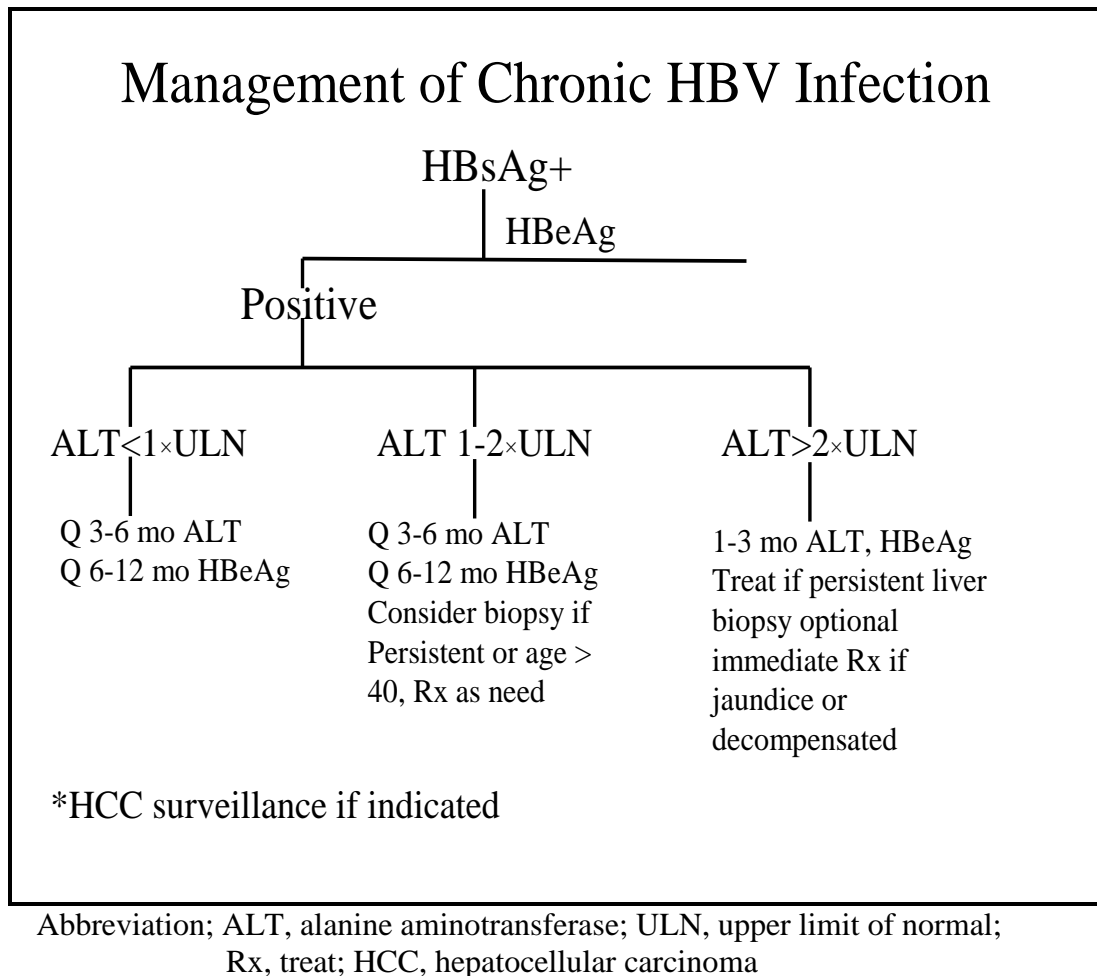 Management of Chronic HBV Infection
HBsAg+
HBeAg
Positive
ALT<1×ULN
Q 3-6 mo ALT
Q 6-12 mo HBeAg
ALT 1-2×ULN
Q 3-6 mo ALT
Q 6-12 mo HBeAg
Consider biopsy if
Persistent or age >
40, Rx as need
ALT>2×ULN
1-3 mo ALT, HBeAg
Treat if persistent liver
biopsy optional
immediate Rx if
jaundice or
decompensated
*HCC surveillance if indicated
Abbreviation; ALT, alanine aminotransferase; ULN, upper limit of normal;
Rx, treat; HCC, hepatocellular carcinoma